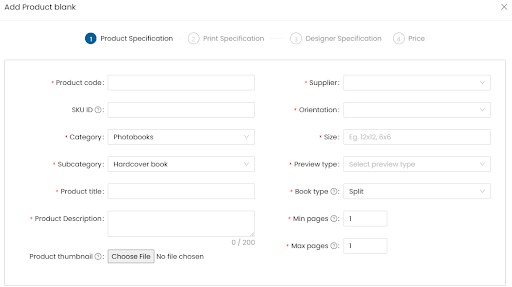 Add Product blank
1 Product Specification 2 Print Specification 3 Designer Specification 4 Price
* Product code:
SKU ID ?:
* Category: Photobooks
* Subcategory: Hardcover book
* Product title:
* Product Description:
0 / 200
Product thumbnail ?: Choose File No file chosen
* Supplier:
* Orientation:
* Size: Eg, 12x12, 6x6
* Preview type: Select preview type
* Book type ?: Split
* Min pages ?: 1
* Max pages ?: 1